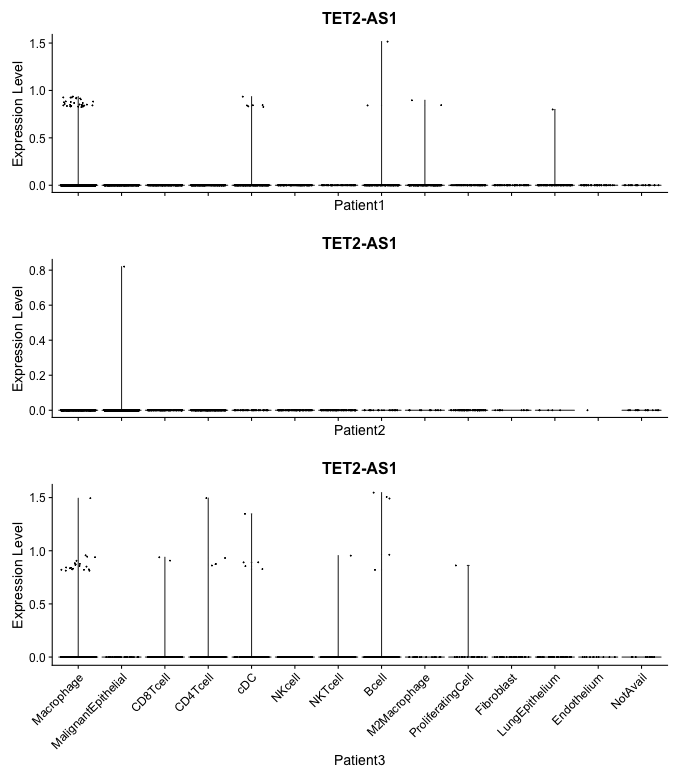 TET2-AS1
Expression Level
1.5
1.0
0.5
0.0
Patient1
TET2-AS1
Expression Level
0.8
0.6
0.4
0.2
0.0
Patient2
TET2-AS1
Expression Level
1.5
1.0
0.5
0.0
Macrophage
MalignantEpithelial
CD8Tcell
CD4Tcell
cDC
NKcell
NKTcell
Bcell
M2Macrophage
ProliferatingCell
Fibroblast
LungEpithelium
Endothelium
NotAvail
Patient3